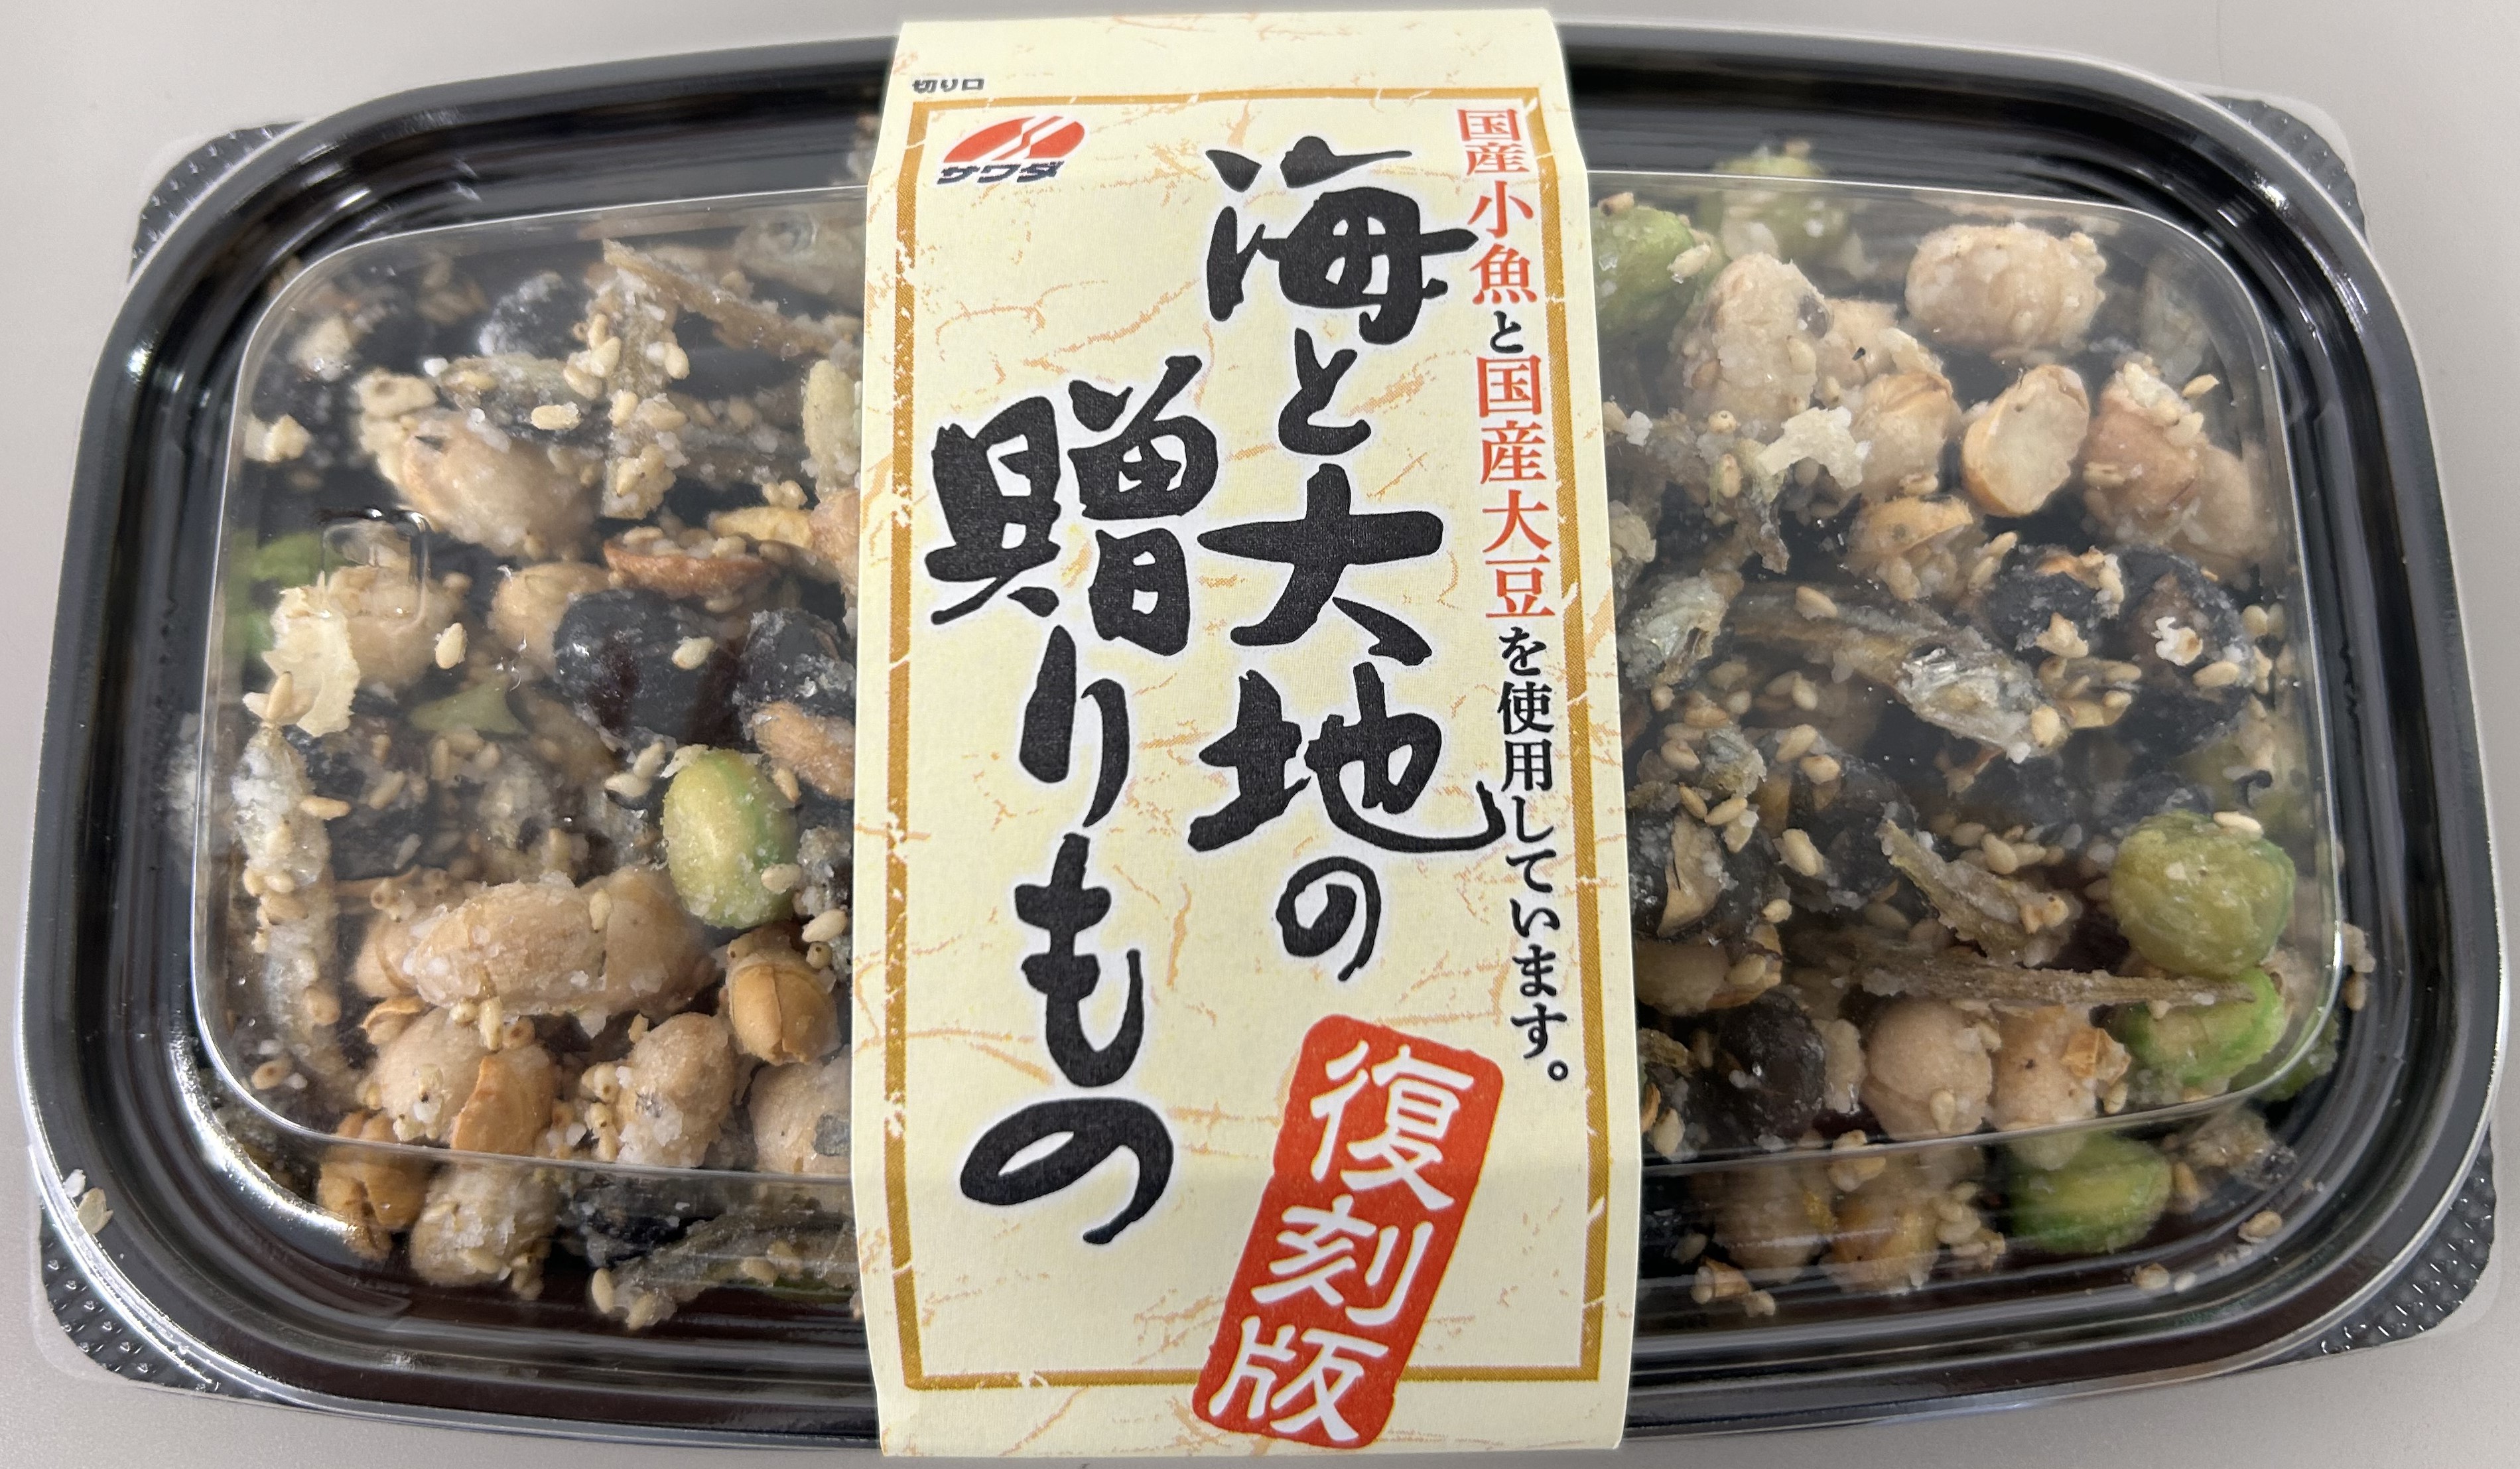 切り口
サワダ
国産小魚と国産大豆を使用しています。
海と大地の
贈りもの
復刻版